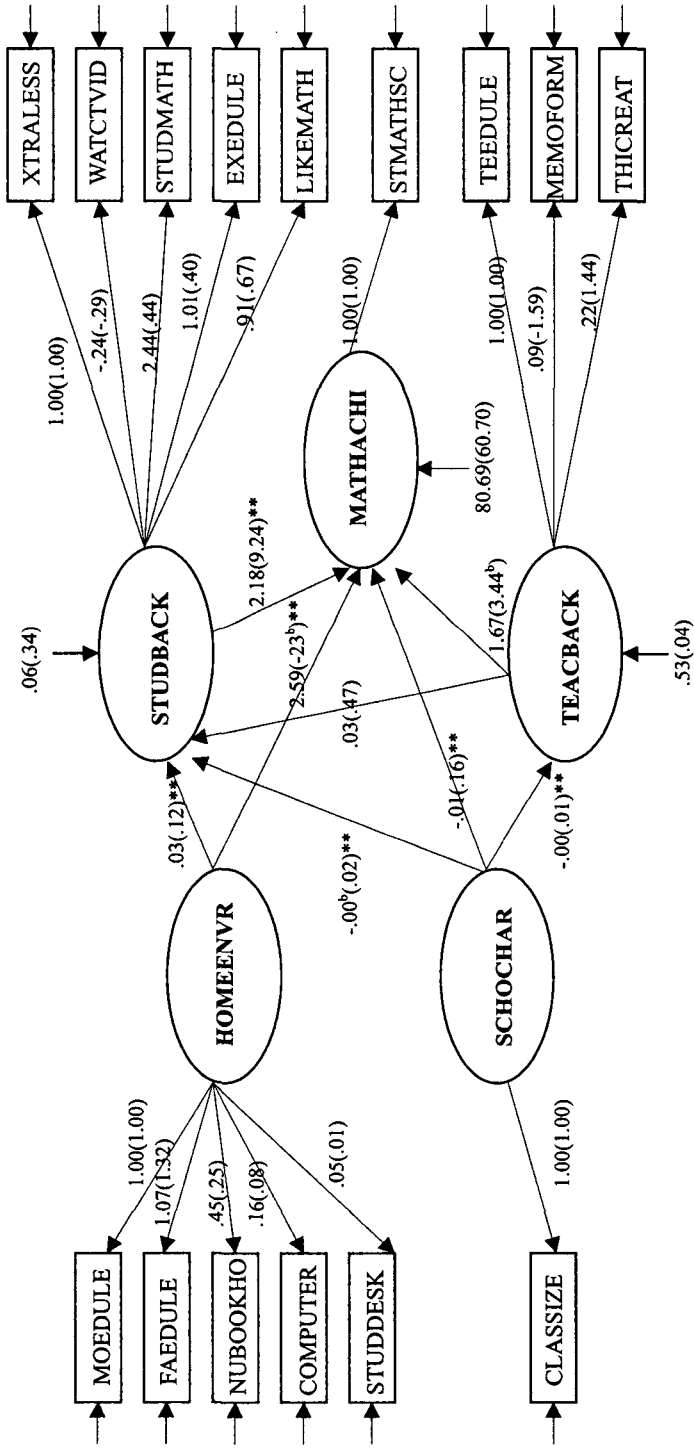 MOEDULE
FAEDULE
NUBOOKHO
COMPUTER
STUDDESK
CLASSIZE
1.00(1.00)
1.07(1.32)
.45(.25)
.16(.08)
.05(.01)
1.00(1.00)
HOMEENVR
SCHOCHAR
.03(.12)**
2.59(-23ᵇ)**
-.00ᵇ(.02)**
-.01(.16)**
-.00(.01)**
.03(.47)
.06(.34)
STUDBACK
TEACBACK
.53(.04)
2.18(9.24)**
1.67(3.44ᵇ)
MATHACHI
80.69(60.70)
1.00(1.00)
-.24(-.29)
2.44(.44)
1.01(.40)
.91(.67)
1.00(1.00)
1.00(1.00)
.09(-1.59)
.22(1.44)
XTRALESS
WATCTVID
STUDMATH
EXEDULE
LIKEMATH
STMATHSC
TEEDULE
MEMOFORM
THICREAT